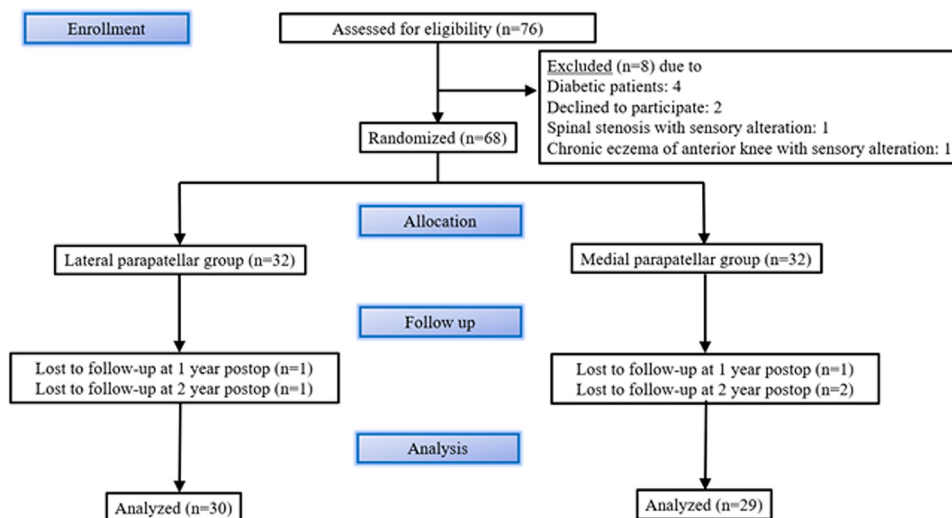 Enrollment
Assessed for eligibility (n=76)
Excluded (n=8) due to
Diabetic patients: 4
Declined to participate: 2
Spinal stenosis with sensory alteration: 1
Chronic eczema of anterior knee with sensory alteration: 1
Randomized (n=68)
Allocation
Lateral parapatellar group (n=32)
Medial parapatellar group (n=32)
Follow up
Lost to follow-up at 1 year postop (n=1)
Lost to follow-up at 2 year postop (n=1)
Lost to follow-up at 1 year postop (n=1)
Lost to follow-up at 2 year postop (n=2)
Analysis
Analyzed (n=30)
Analyzed (n=29)